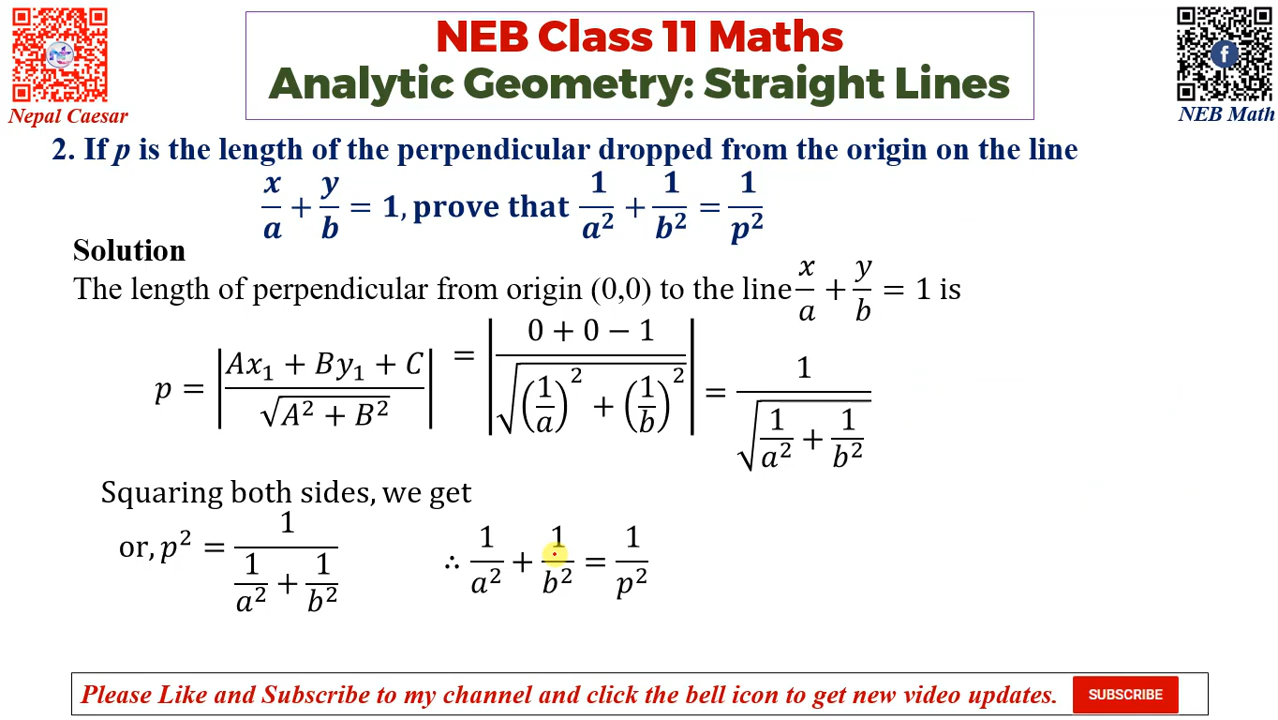 NEB Class 11 Maths
Analytic Geometry: Straight Lines
Nepal Caesar
NEB Math
2. If p is the length of the perpendicular dropped from the origin on the line
x/a + y/b = 1, prove that 1/a² + 1/b² = 1/p²
Solution
The length of perpendicular from origin (0,0) to the line x/a + y/b = 1 is
p = |(Ax₁ + By₁ + C)/√(A² + B²)| = |(0 + 0 − 1)/√((1/a)² + (1/b)²)| = 1/√(1/a² + 1/b²)
Squaring both sides, we get
or, p² = 1/(1/a² + 1/b²) ∴ 1/a² + 1/b² = 1/p²
Please Like and Subscribe to my channel and click the bell icon to get new video updates. SUBSCRIBE